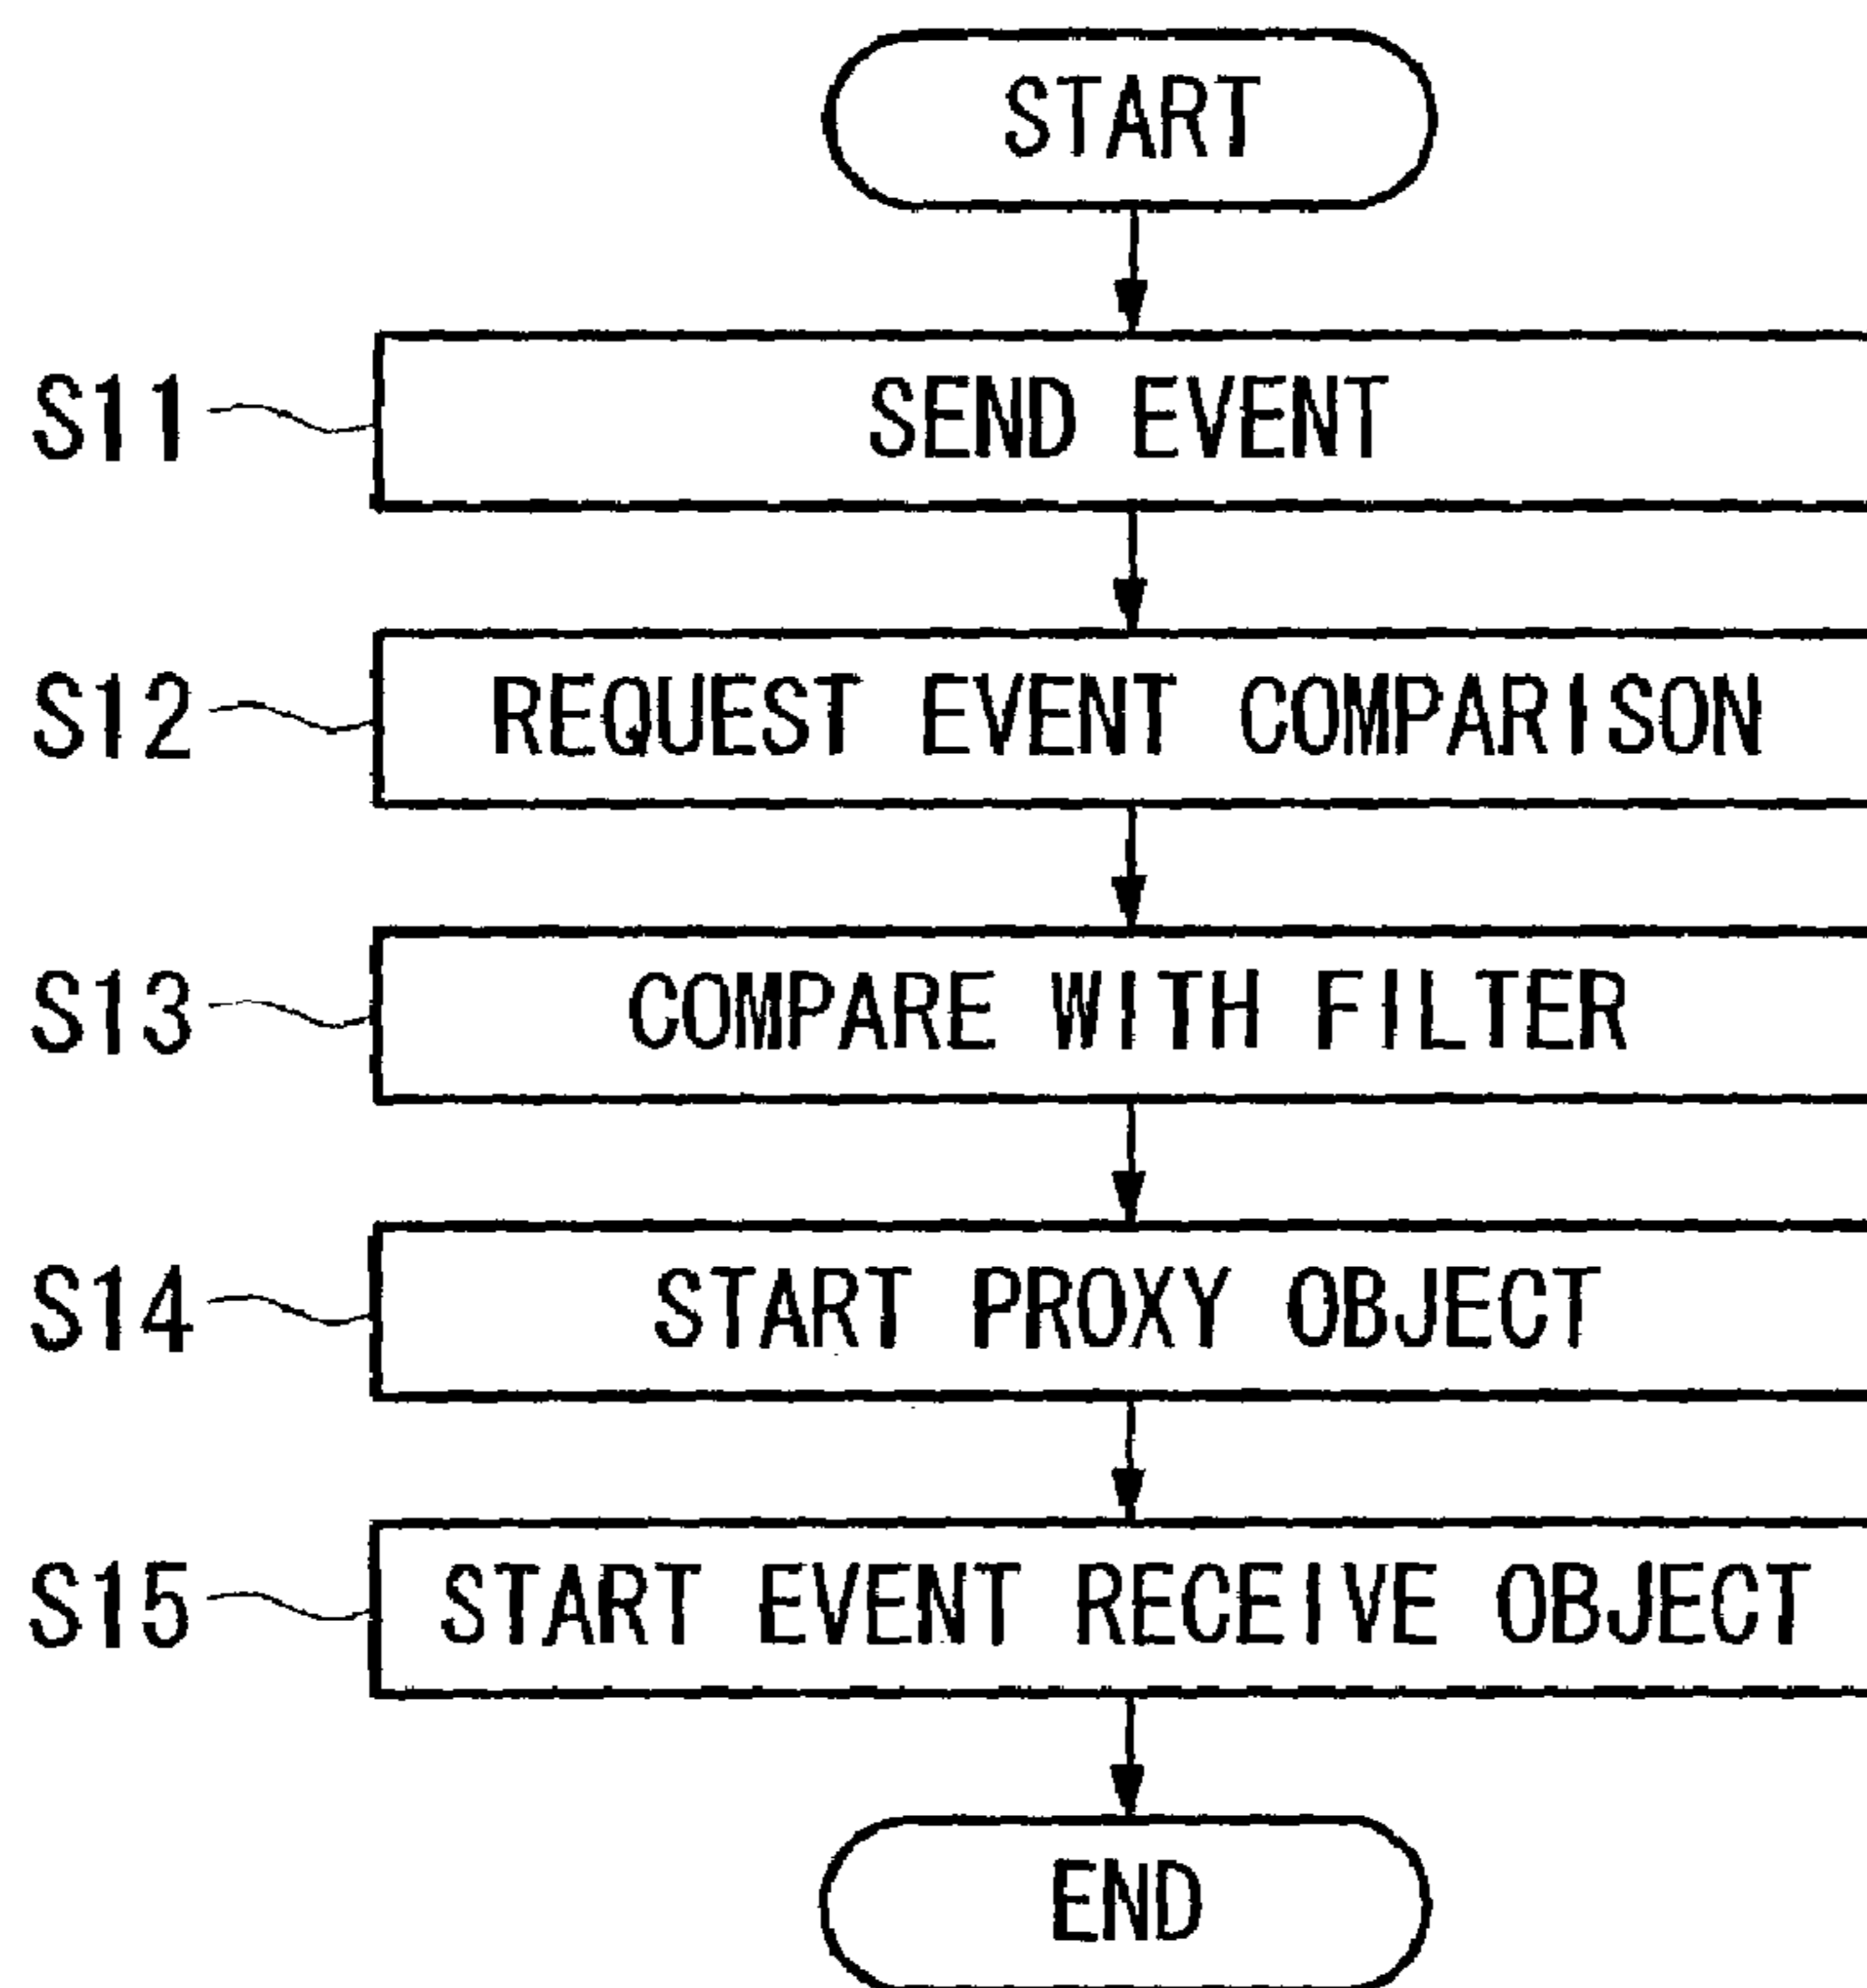 START
S11 SEND EVENT
S12 REQUEST EVENT COMPARISON
S13 COMPARE WITH FILTER
S14 START PROXY OBJECT
S15 START EVENT RECEIVE OBJECT
END